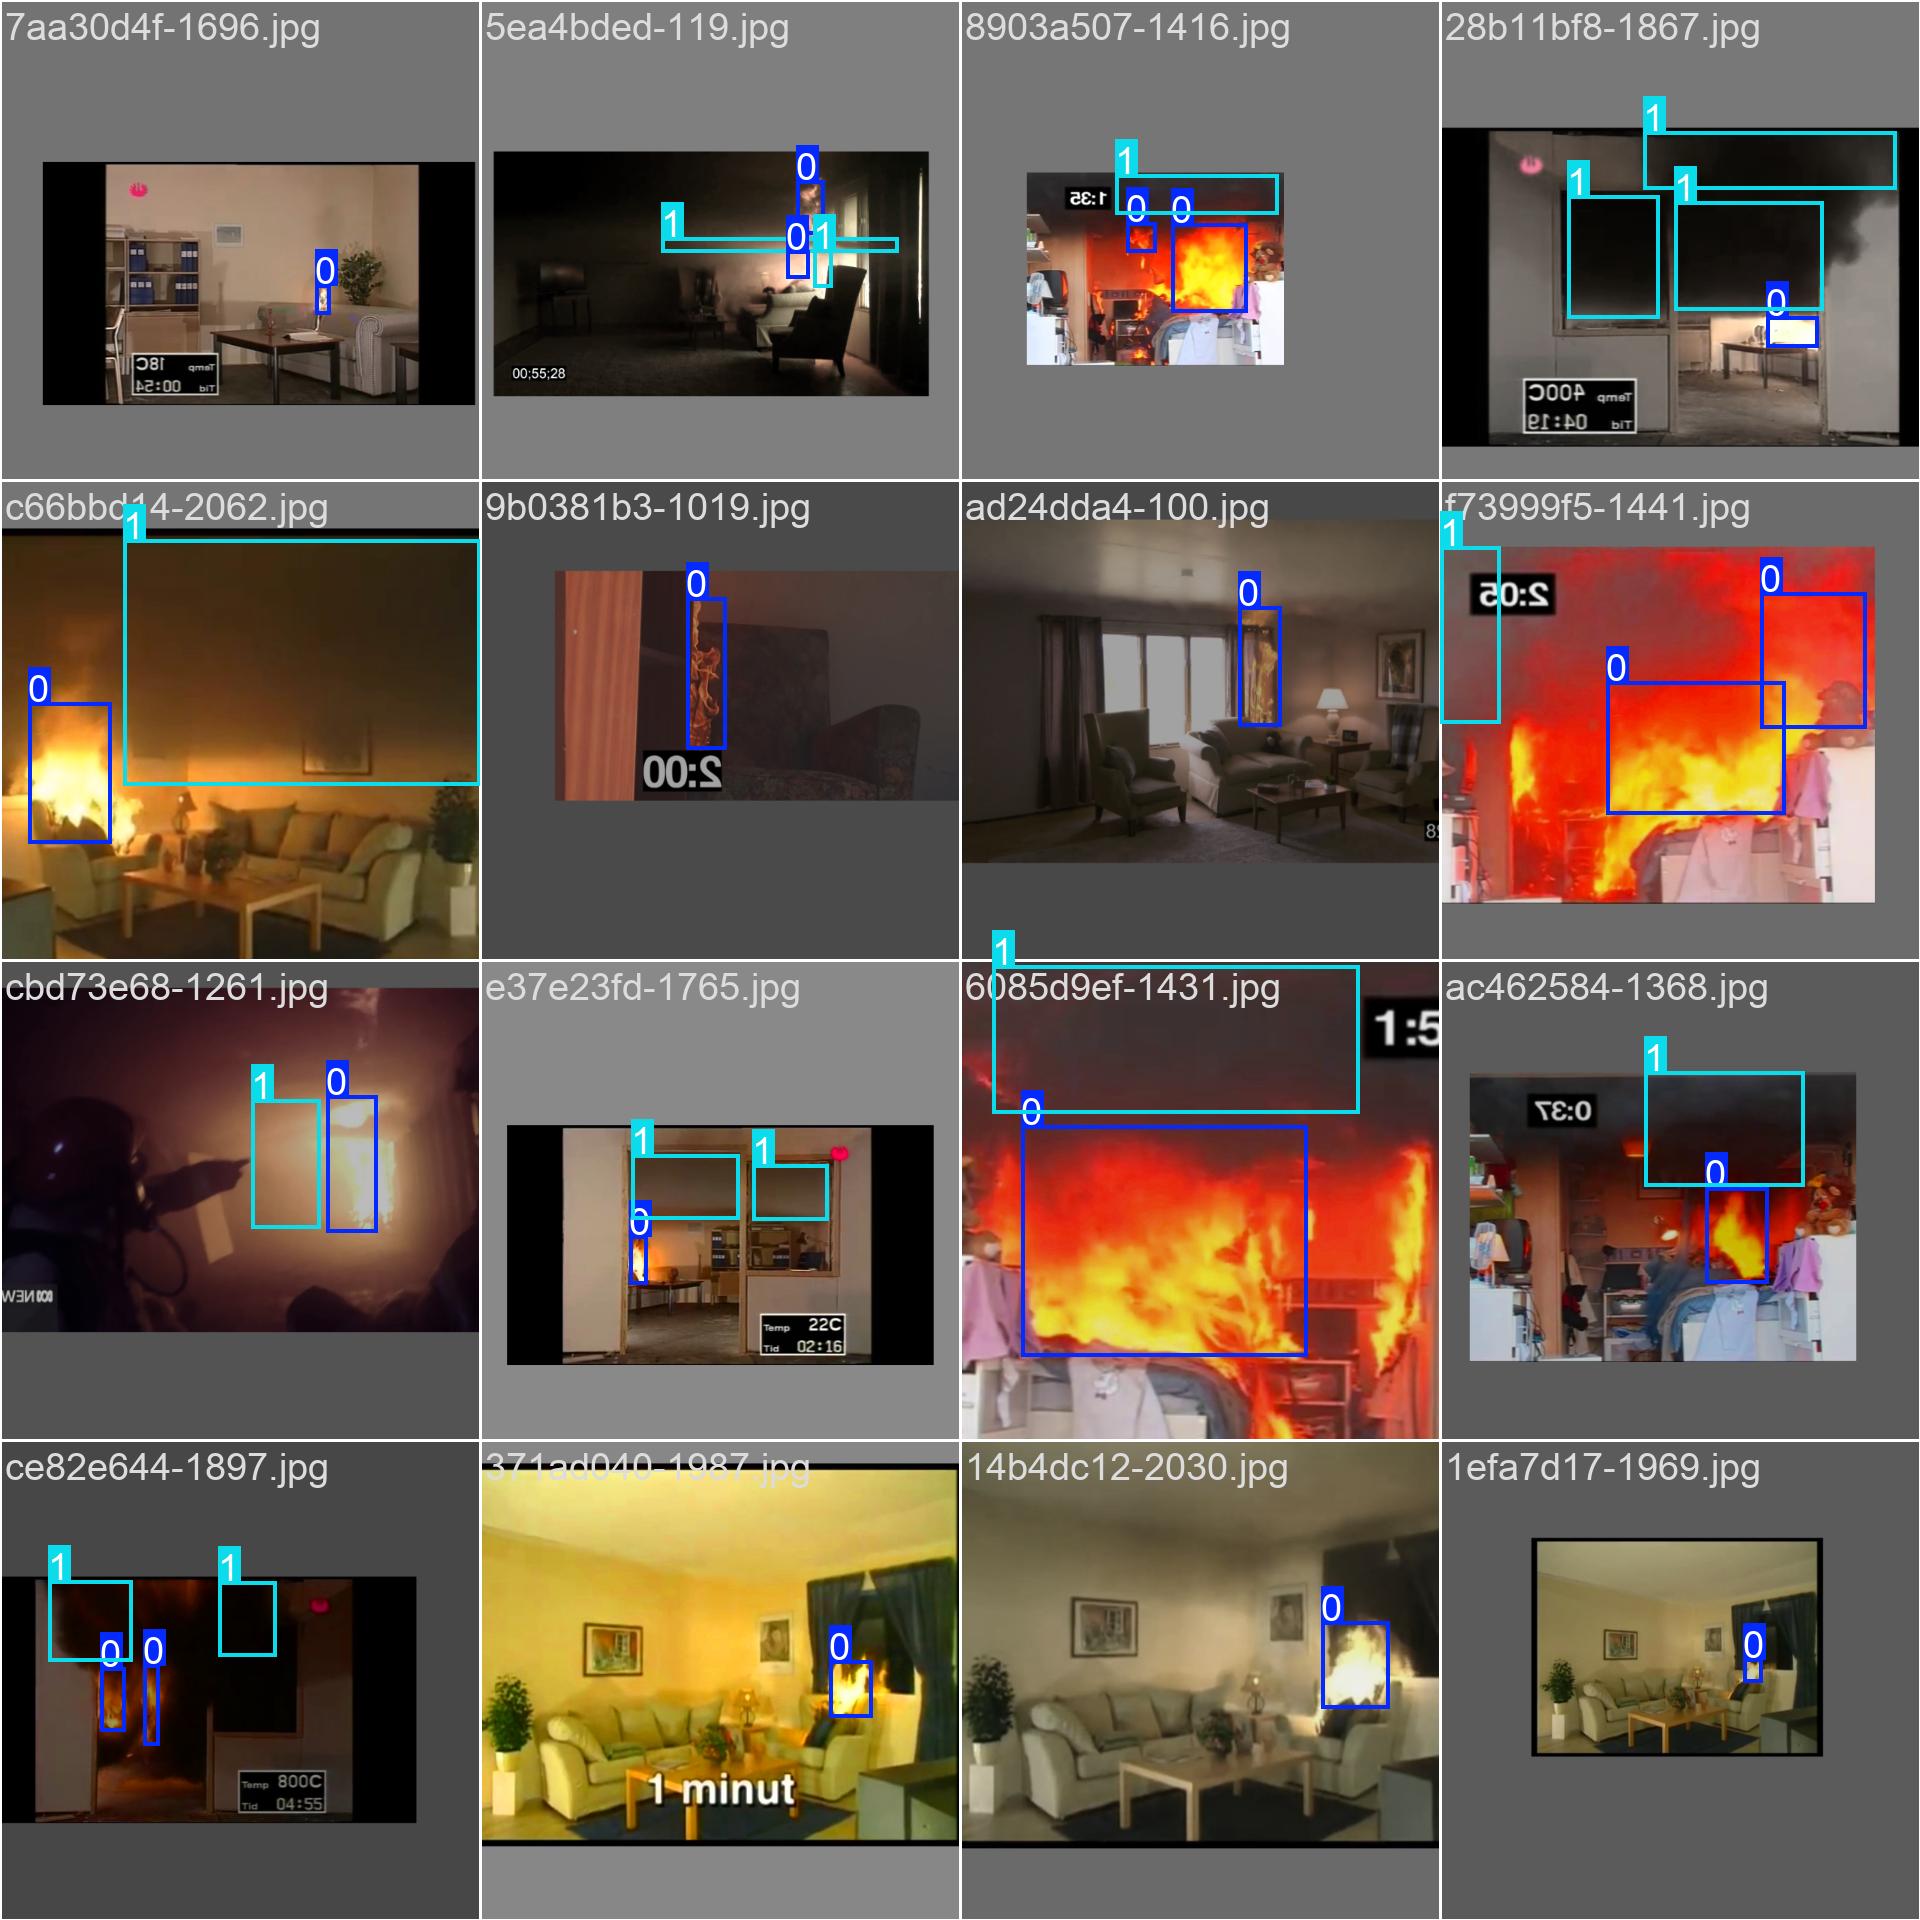 7aa30d4f-1696.jpg
0
Temp 18C
Tid 00:54
5ea4bded-119.jpg
0
1
0 1
00;55;28
8903a507-1416.jpg
1
1:35
0 0
28b11bf8-1867.jpg
1
1 1
0
Temp 400C
Tid 04:19
c66bbd14-2062.jpg
1
0
9b0381b3-1019.jpg
0
2:00
ad24dda4-100.jpg
0
f73999f5-1441.jpg
1
2:05
0
0
cbd73e68-1261.jpg
1 0
NEW
e37e23fd-1765.jpg
1 1
0
Temp 22C
Tid 02:16
1
6085d9ef-1431.jpg
1:5
0
ac462584-1368.jpg
1
0:37
0
ce82e644-1897.jpg
1 1
0 0
Temp 800C
Tid 04:55
371ad040-1987.jpg
0
1 minut
14b4dc12-2030.jpg
0
1efa7d17-1969.jpg
0